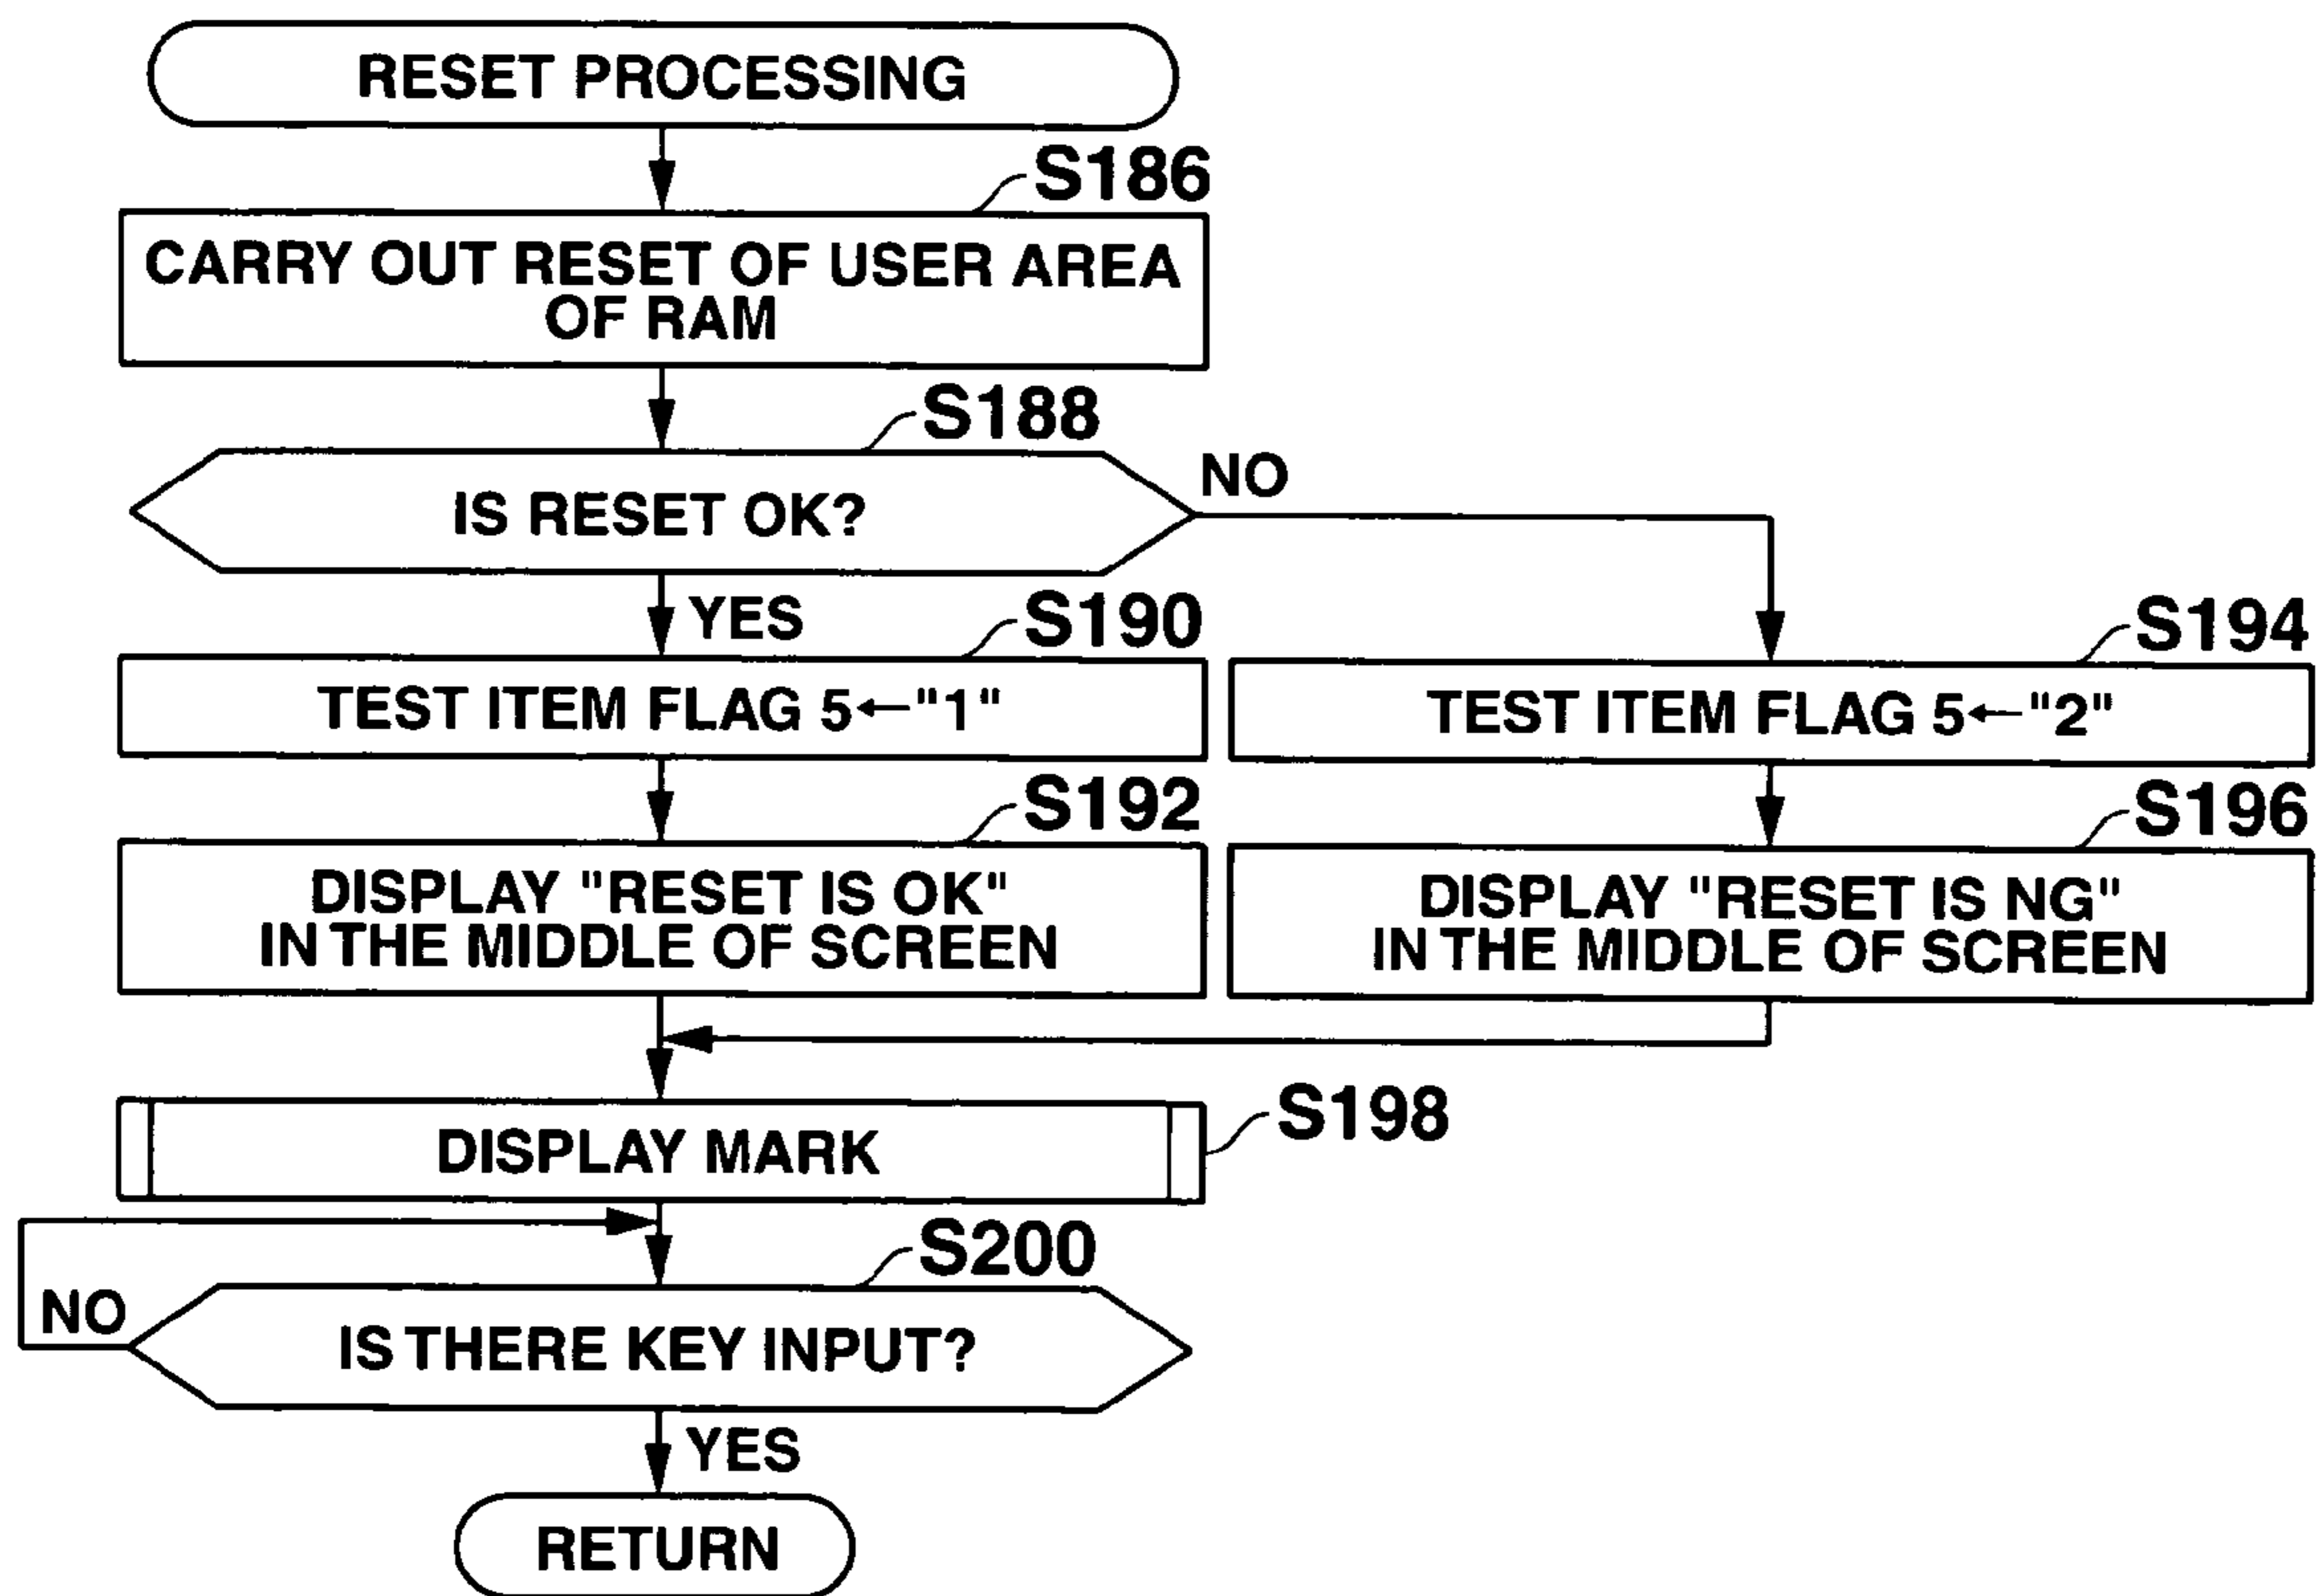 RESET PROCESSING
S186
CARRY OUT RESET OF USER AREA
OF RAM
S188
IS RESET OK?
NO
YES
S190
TEST ITEM FLAG 5←"1"
S194
TEST ITEM FLAG 5←"2"
S192
DISPLAY "RESET IS OK"
IN THE MIDDLE OF SCREEN
S196
DISPLAY "RESET IS NG"
IN THE MIDDLE OF SCREEN
DISPLAY MARK
S198
S200
NO
IS THERE KEY INPUT?
YES
RETURN